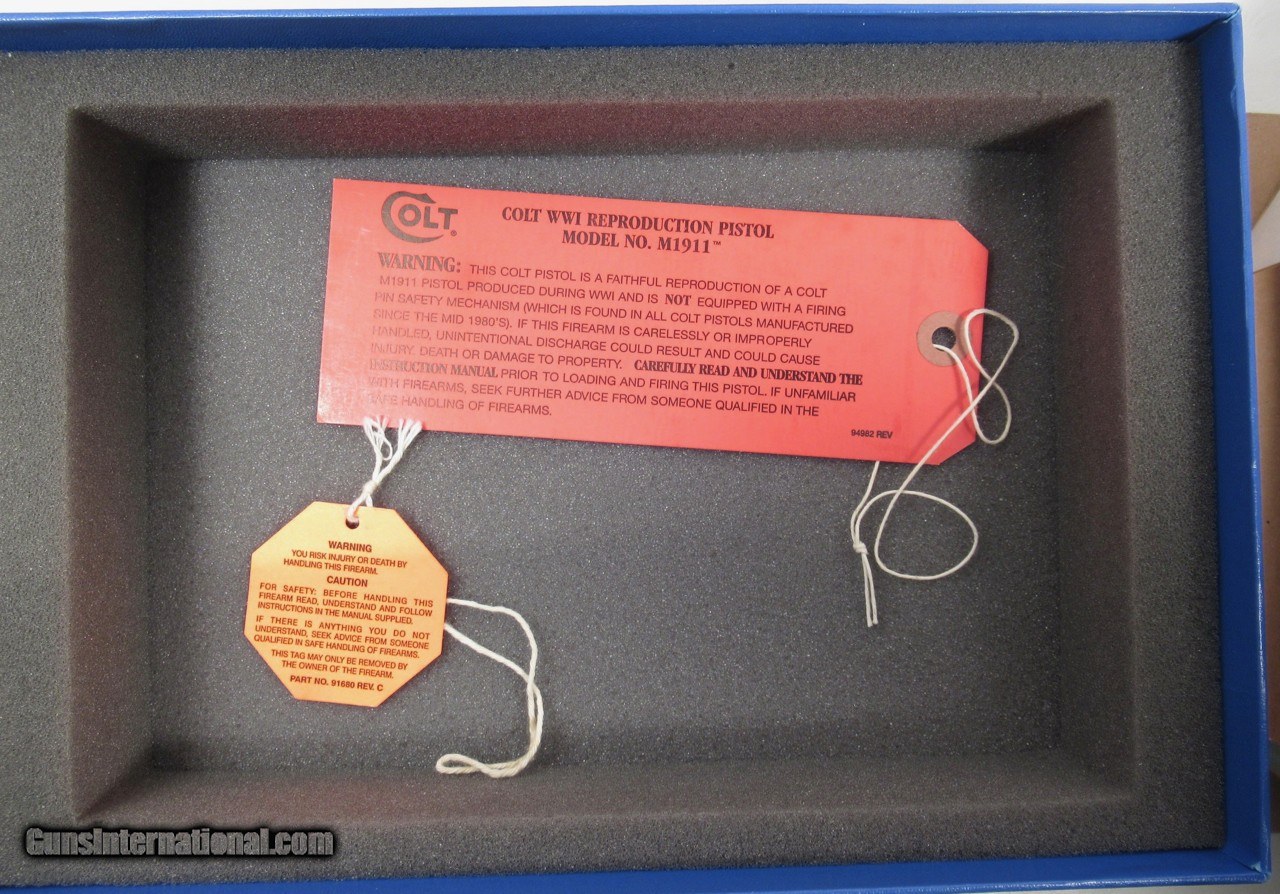 COLT®
COLT WWI REPRODUCTION PISTOL
MODEL NO. M1911™
WARNING: THIS COLT PISTOL IS A FAITHFUL REPRODUCTION OF A COLT
M1911 PISTOL PRODUCED DURING WWI AND IS NOT EQUIPPED WITH A FIRING
PIN SAFETY MECHANISM (WHICH IS FOUND IN ALL COLT PISTOLS MANUFACTURED
SINCE THE MID 1980'S). IF THIS FIREARM IS CARELESSLY OR IMPROPERLY
HANDLED, UNINTENTIONAL DISCHARGE COULD RESULT AND COULD CAUSE
INJURY, DEATH OR DAMAGE TO PROPERTY. CAREFULLY READ AND UNDERSTAND THE
INSTRUCTION MANUAL PRIOR TO LOADING AND FIRING THIS PISTOL. IF UNFAMILIAR
WITH FIREARMS, SEEK FURTHER ADVICE FROM SOMEONE QUALIFIED IN THE
SAFE HANDLING OF FIREARMS.
94982 REV
WARNING
YOU RISK INJURY OR DEATH BY
HANDLING THIS FIREARM.
CAUTION
FOR SAFETY: BEFORE HANDLING THIS
FIREARM READ, UNDERSTAND AND FOLLOW
INSTRUCTIONS IN THE MANUAL SUPPLIED.
IF THERE IS ANYTHING YOU DO NOT
UNDERSTAND, SEEK ADVICE FROM SOMEONE
QUALIFIED IN SAFE HANDLING OF FIREARMS.
THIS TAG MAY ONLY BE REMOVED BY
THE OWNER OF THE FIREARM.
PART NO. 91680 REV. C
GunsInternational.com